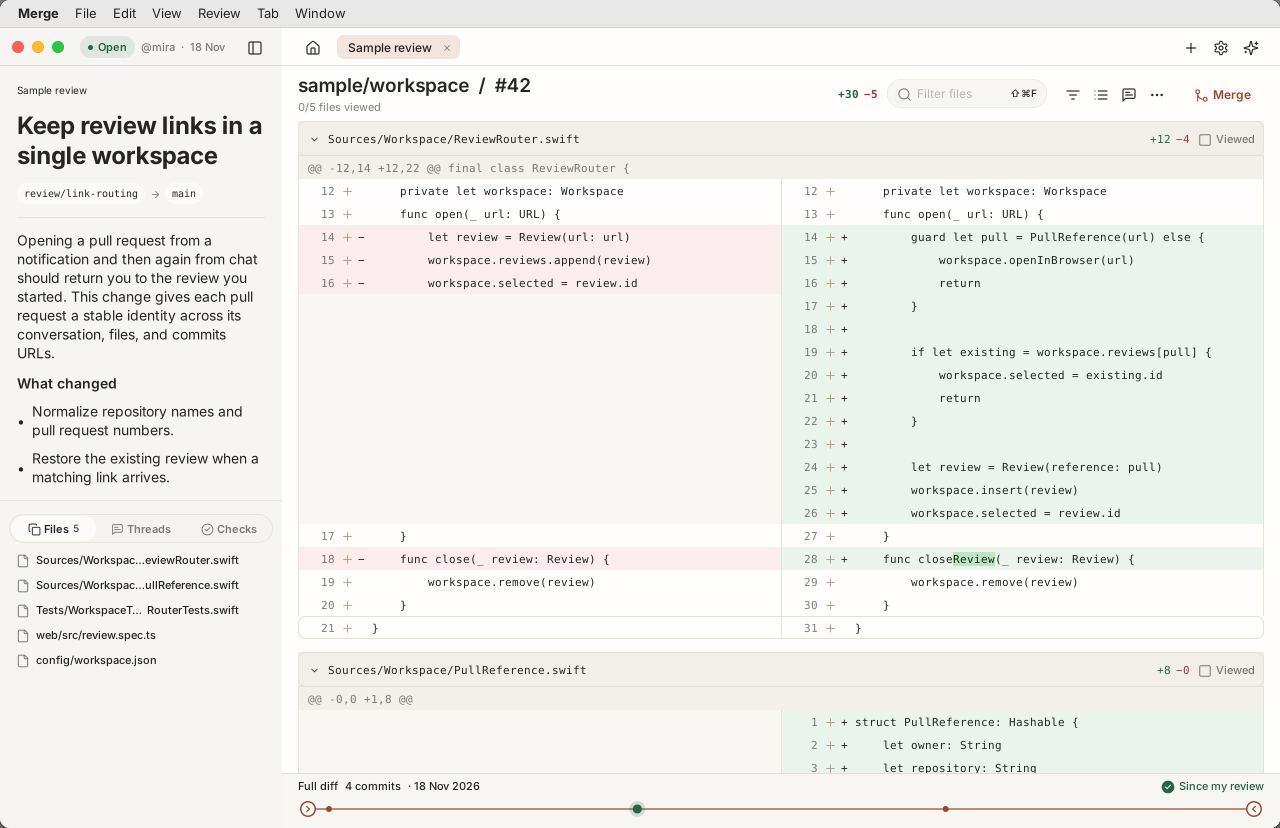 Merge File Edit View Review Tab Window
Open @mira · 18 Nov
Sample review ×
Sample review
Keep review links in a
single workspace
review/link-routing → main
Opening a pull request from a
notification and then again from chat
should return you to the review you
started. This change gives each pull
request a stable identity across its
conversation, files, and commits
URLs.
What changed
• Normalize repository names and
pull request numbers.
• Restore the existing review when a
matching link arrives.
Files 5 Threads Checks
Sources/Workspac...eviewRouter.swift
Sources/Workspac...ullReference.swift
Tests/WorkspaceT... RouterTests.swift
web/src/review.spec.ts
config/workspace.json
sample/workspace / #42
0/5 files viewed
+30 −5 Filter files ⇧⌘F Merge
Sources/Workspace/ReviewRouter.swift +12 −4 Viewed
@@ -12,14 +12,22 @@ final class ReviewRouter {
12 + private let workspace: Workspace
13 + func open(_ url: URL) {
14 + − let review = Review(url: url)
15 + − workspace.reviews.append(review)
16 + − workspace.selected = review.id
17 + }
18 + − func close(_ review: Review) {
19 + workspace.remove(review)
20 + }
21 + }
12 + private let workspace: Workspace
13 + func open(_ url: URL) {
14 + + guard let pull = PullReference(url) else {
15 + + workspace.openInBrowser(url)
16 + + return
17 + + }
18 + +
19 + + if let existing = workspace.reviews[pull] {
20 + + workspace.selected = existing.id
21 + + return
22 + + }
23 + +
24 + + let review = Review(reference: pull)
25 + + workspace.insert(review)
26 + + workspace.selected = review.id
27 + }
28 + + func closeReview(_ review: Review) {
29 + workspace.remove(review)
30 + }
31 + }
Sources/Workspace/PullReference.swift +8 −0 Viewed
@@ -0,0 +1,8 @@
1 + + struct PullReference: Hashable {
2 + + let owner: String
3 + + let repository: String
Full diff 4 commits · 18 Nov 2026 Since my review